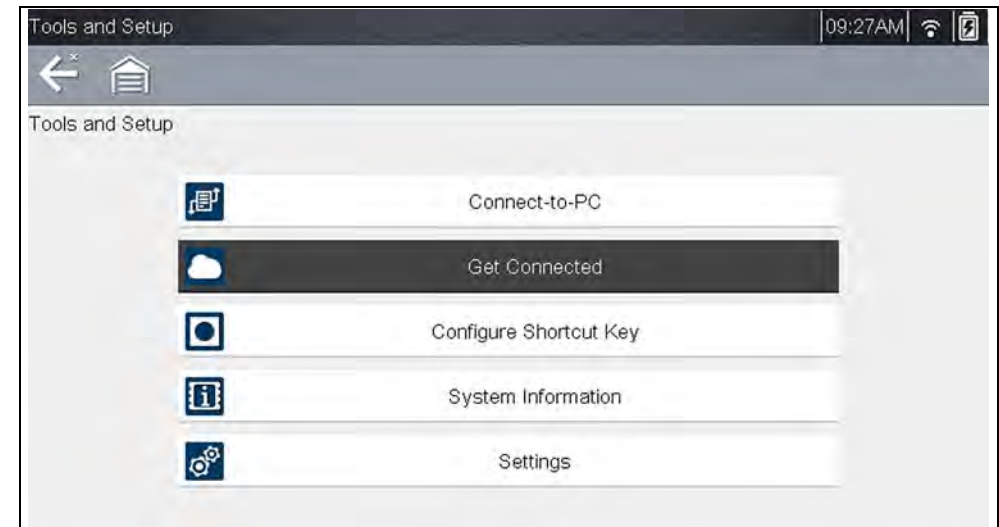 Tools and Setup
09:27AM
Tools and Setup
Connect-to-PC
Get Connected
Configure Shortcut Key
System Information
Settings